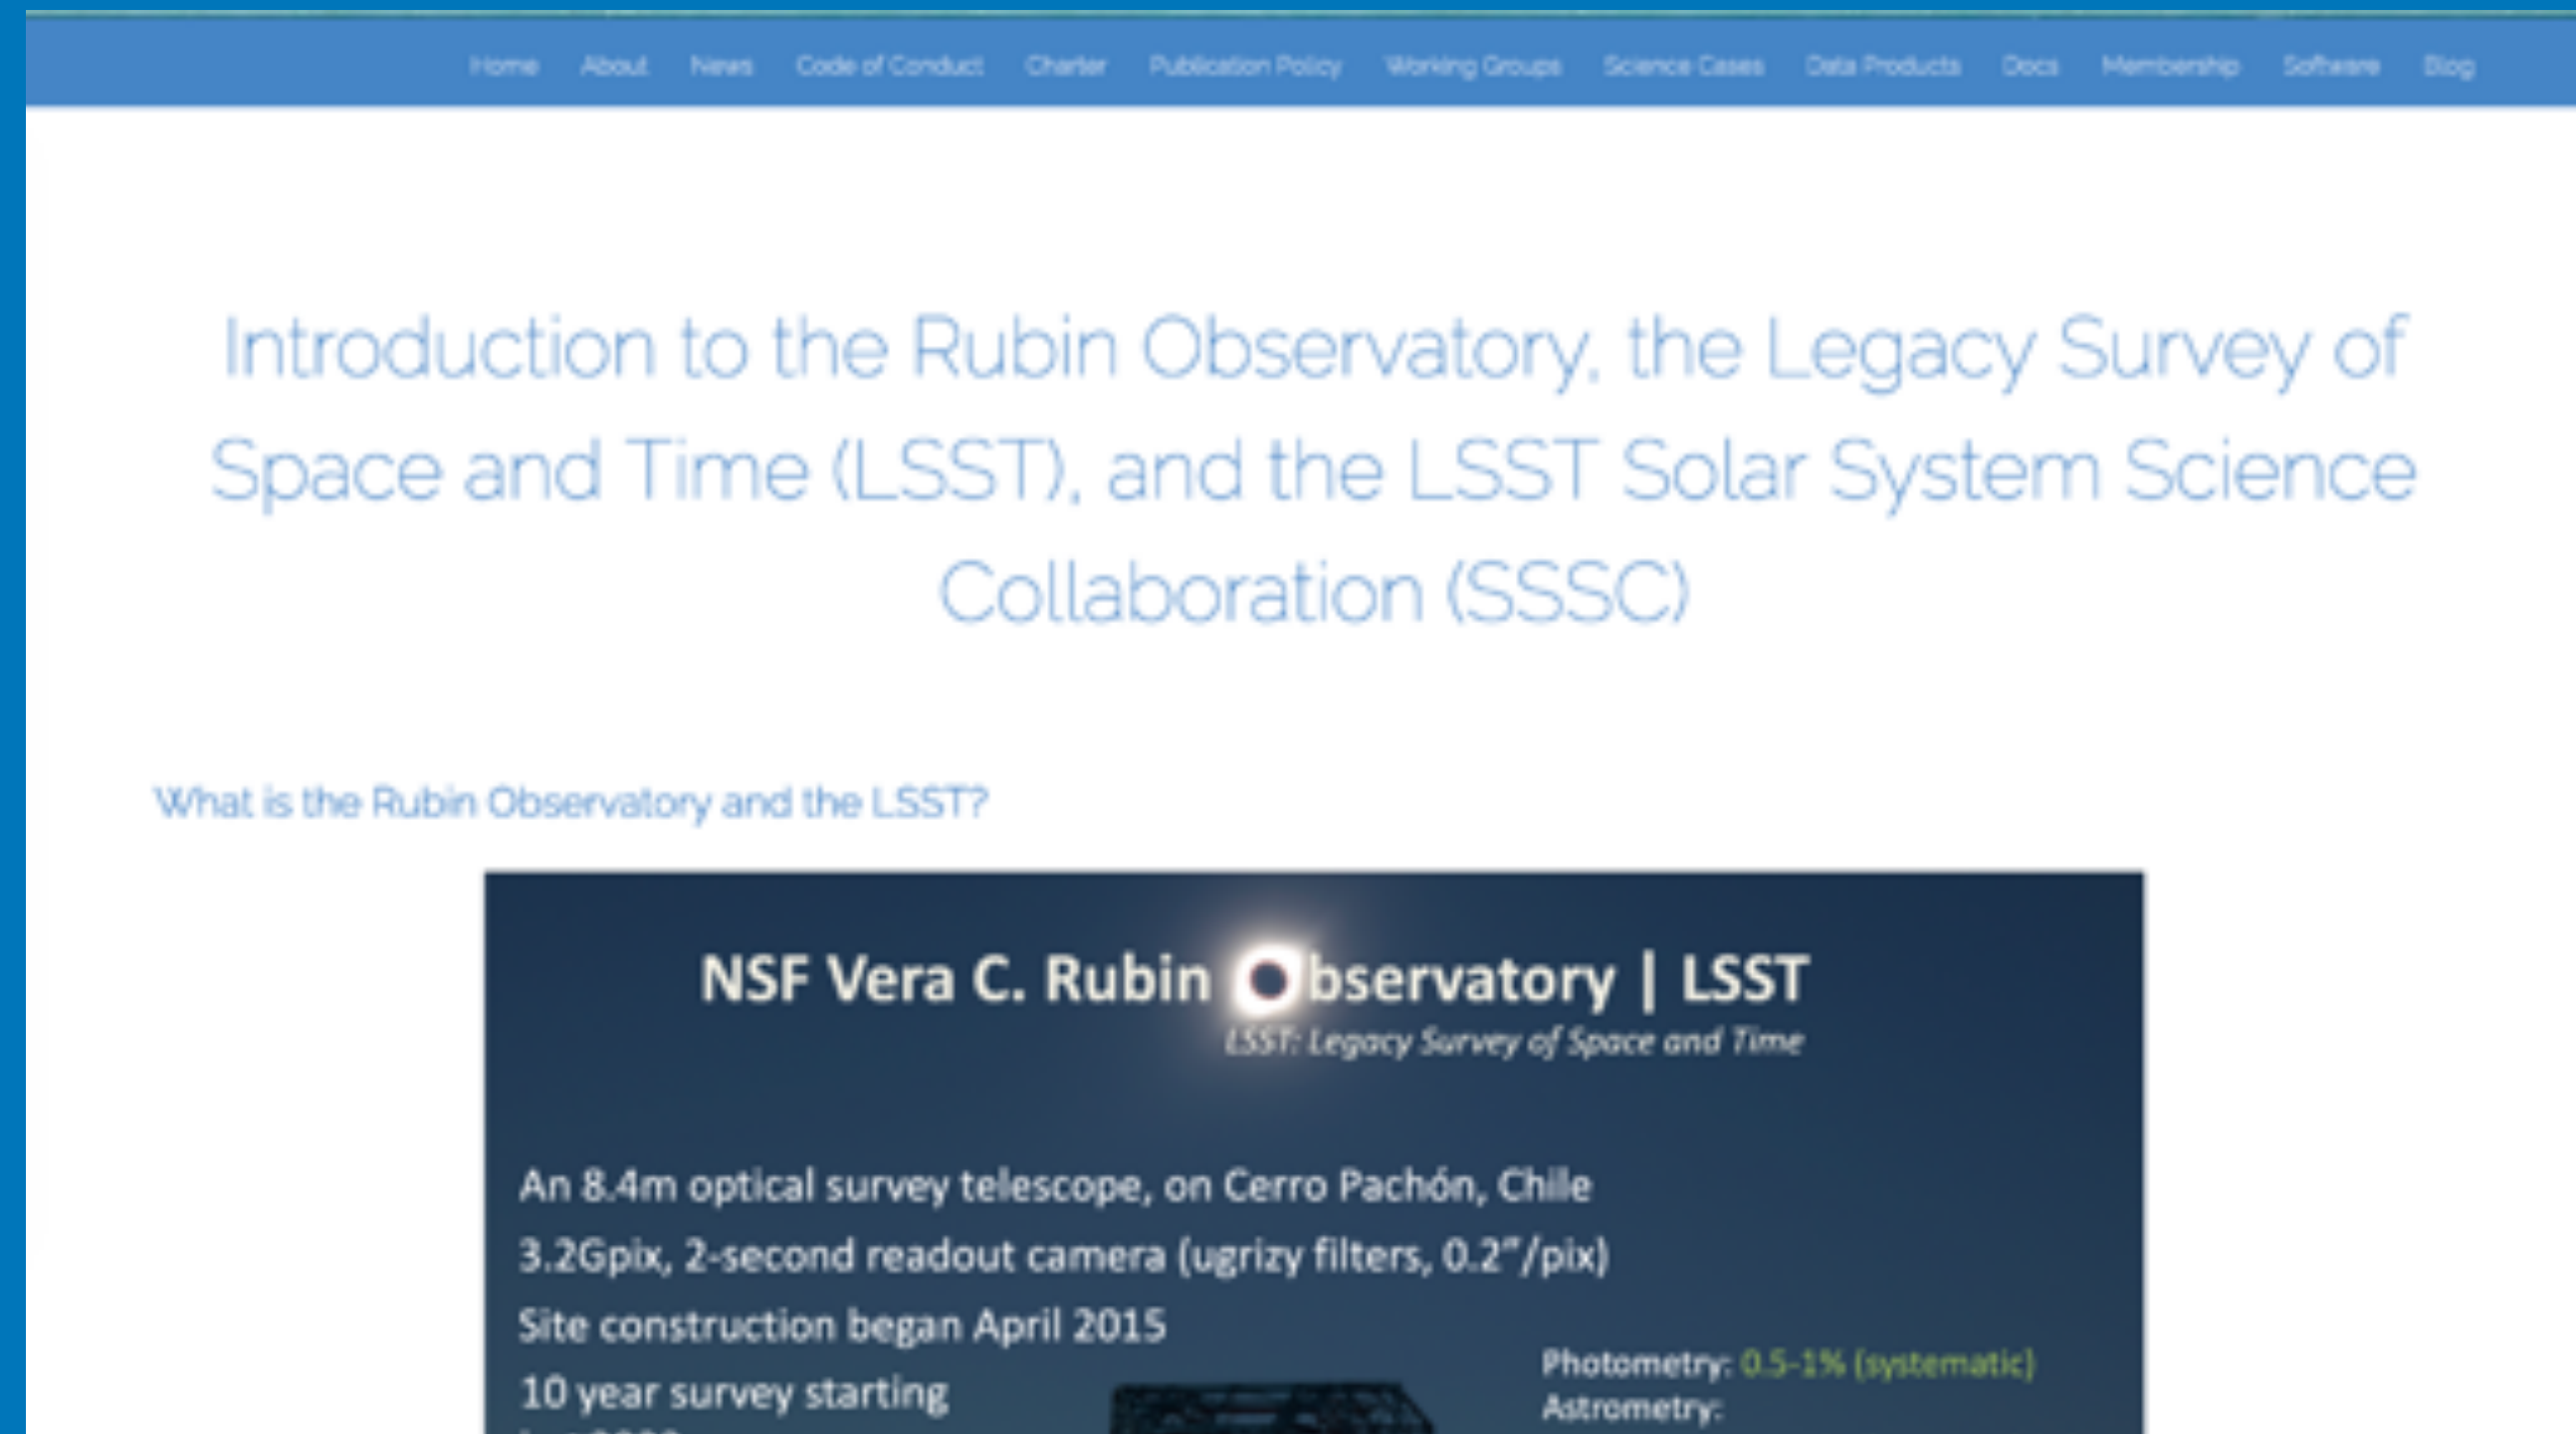 Home About News Code of Conduct Charter Publication Policy Working Groups Science Cases Data Products Docs Membership Software Blog
Introduction to the Rubin Observatory, the Legacy Survey of
Space and Time (LSST), and the LSST Solar System Science
Collaboration (SSSC)
What is the Rubin Observatory and the LSST?
NSF Vera C. Rubin Observatory | LSST
LSST: Legacy Survey of Space and Time
An 8.4m optical survey telescope, on Cerro Pachón, Chile
3.2Gpix, 2-second readout camera (ugrizy filters, 0.2”/pix)
Site construction began April 2015
Photometry: 0.5-1% (systematic)
10 year survey starting
Astrometry: